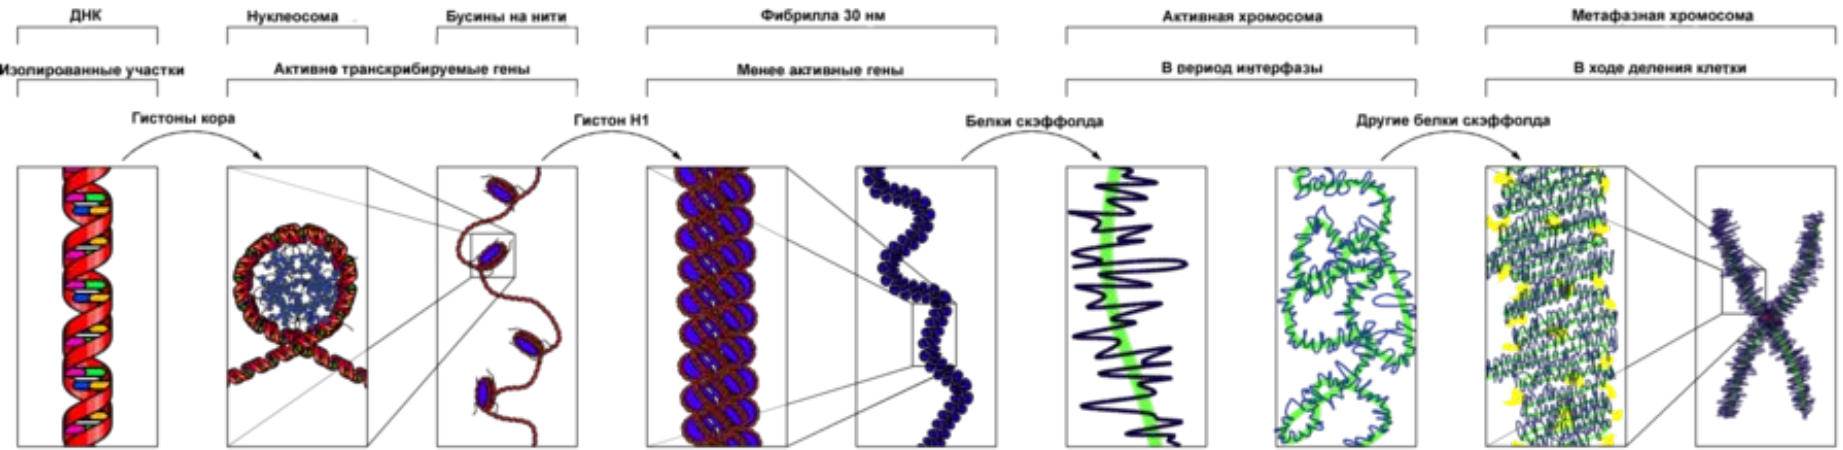 ДНК
Нуклеосома
Бусины на нити
Фибрилла 30 нм
Активная хромосома
Метафазная хромосома
Изолированные участки
Активно транскрибируемые гены
Менее активные гены
В период интерфазы
В ходе деления клетки
Гистоны кора
Гистон H1
Белки скэффолда
Другие белки скэффолда